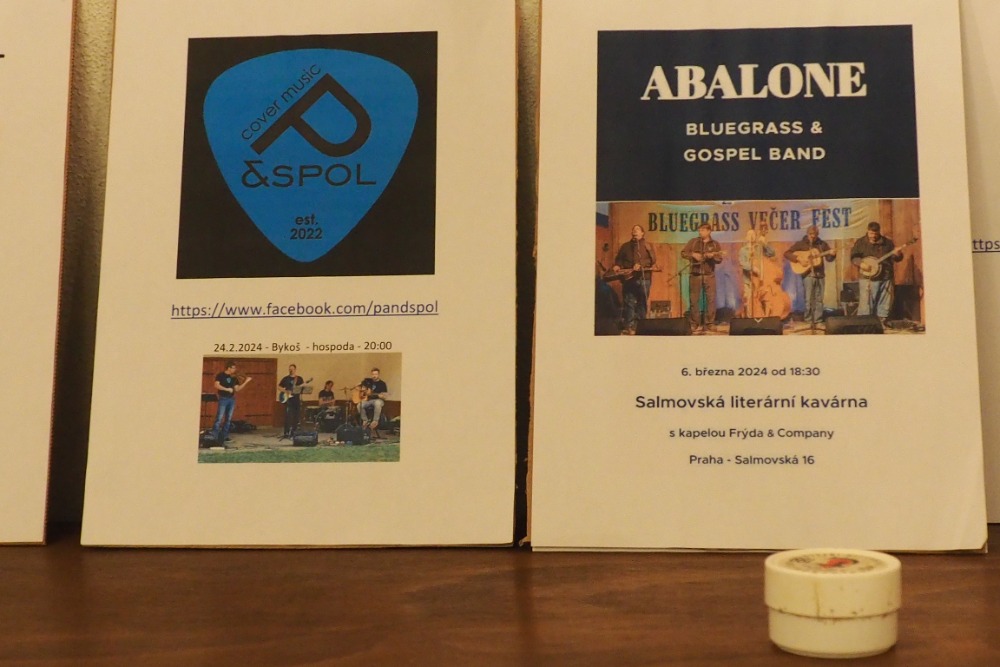 cover music
P
&SPOL
est.
2022
https://www.facebook.com/pandspol
24.2.2024 - Bykoš - hospoda - 20:00
ABALONE
BLUEGRASS &
GOSPEL BAND
BLUEGRASS VEČER FEST
6. března 2024 od 18:30
Salmovská literární kavárna
s kapelou Frýda & Company
Praha - Salmovská 16
ttps